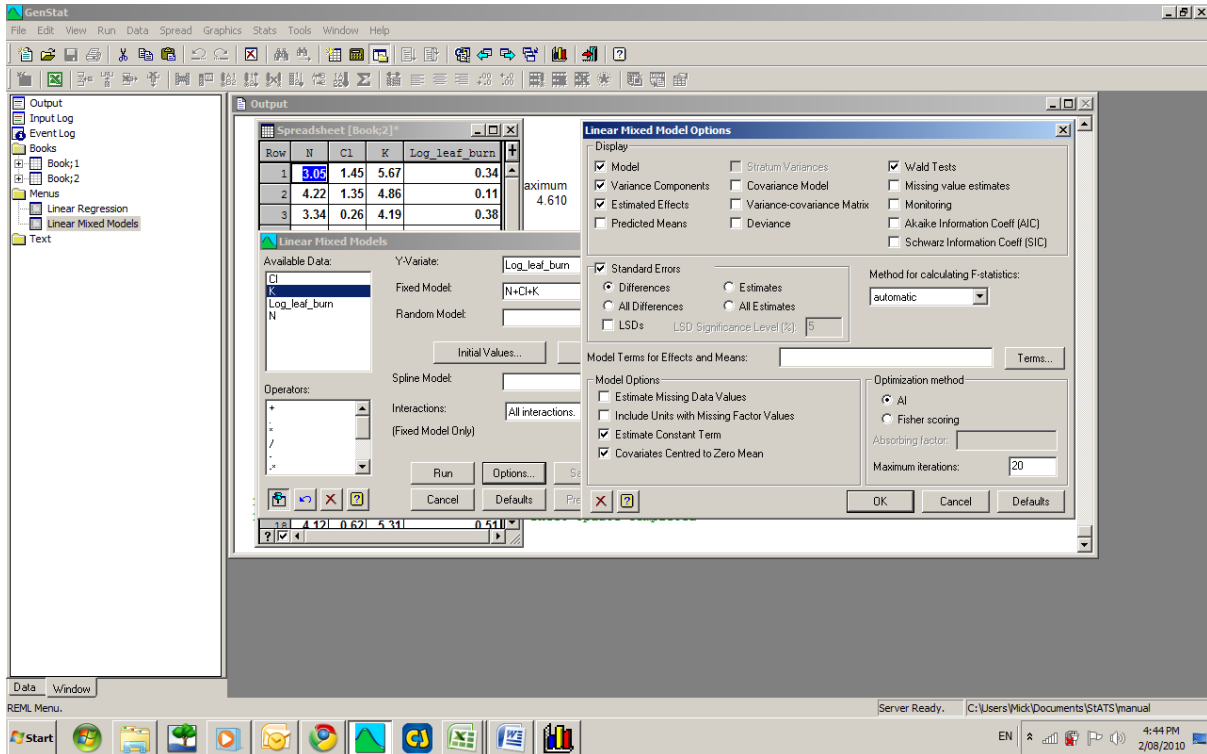 GenStat
File Edit View Run Data Spread Graphics Stats Tools Window Help
Output
Input Log
Event Log
Books
Book;1
Book;2
Menus
Linear Regression
Linear Mixed Models
Text
Data Window
Output
Spreadsheet [Book;2]*
Row N Cl K Log_leaf_burn
1 3.05 1.45 5.67 0.34
2 4.22 1.35 4.86 0.11
3 3.34 0.26 4.19 0.38
18 4.12 0.62 5.31 0.51
aximum
4.610
Linear Mixed Models
Available Data:
Cl
K
Log_leaf_burn
N
Y-Variate: Log_leaf_burn
Fixed Model: N+Cl+K
Random Model:
Initial Values...
Spline Model:
Operators:
+
.
*
/
-
.*
Interactions: All interactions.
(Fixed Model Only)
Run Options... Sa
Cancel Defaults Pre
Linear Mixed Model Options
Display
Model Stratum Variances Wald Tests
Variance Components Covariance Model Missing value estimates
Estimated Effects Variance-covariance Matrix Monitoring
Predicted Means Deviance Akaike Information Coeff (AIC)
Schwarz Information Coeff (SIC)
Standard Errors
Differences Estimates
All Differences All Estimates
LSDs LSD Significance Level (%): 5
Method for calculating F-statistics:
automatic
Model Terms for Effects and Means: Terms...
Model Options
Estimate Missing Data Values
Include Units with Missing Factor Values
Estimate Constant Term
Covariates Centred to Zero Mean
Optimization method
AI
Fisher scoring
Absorbing factor:
Maximum iterations: 20
OK Cancel Defaults
REML Menu. Server Ready. C:\Users\Mick\Documents\StATS\manual
Start EN 4:44 PM
2/08/2010